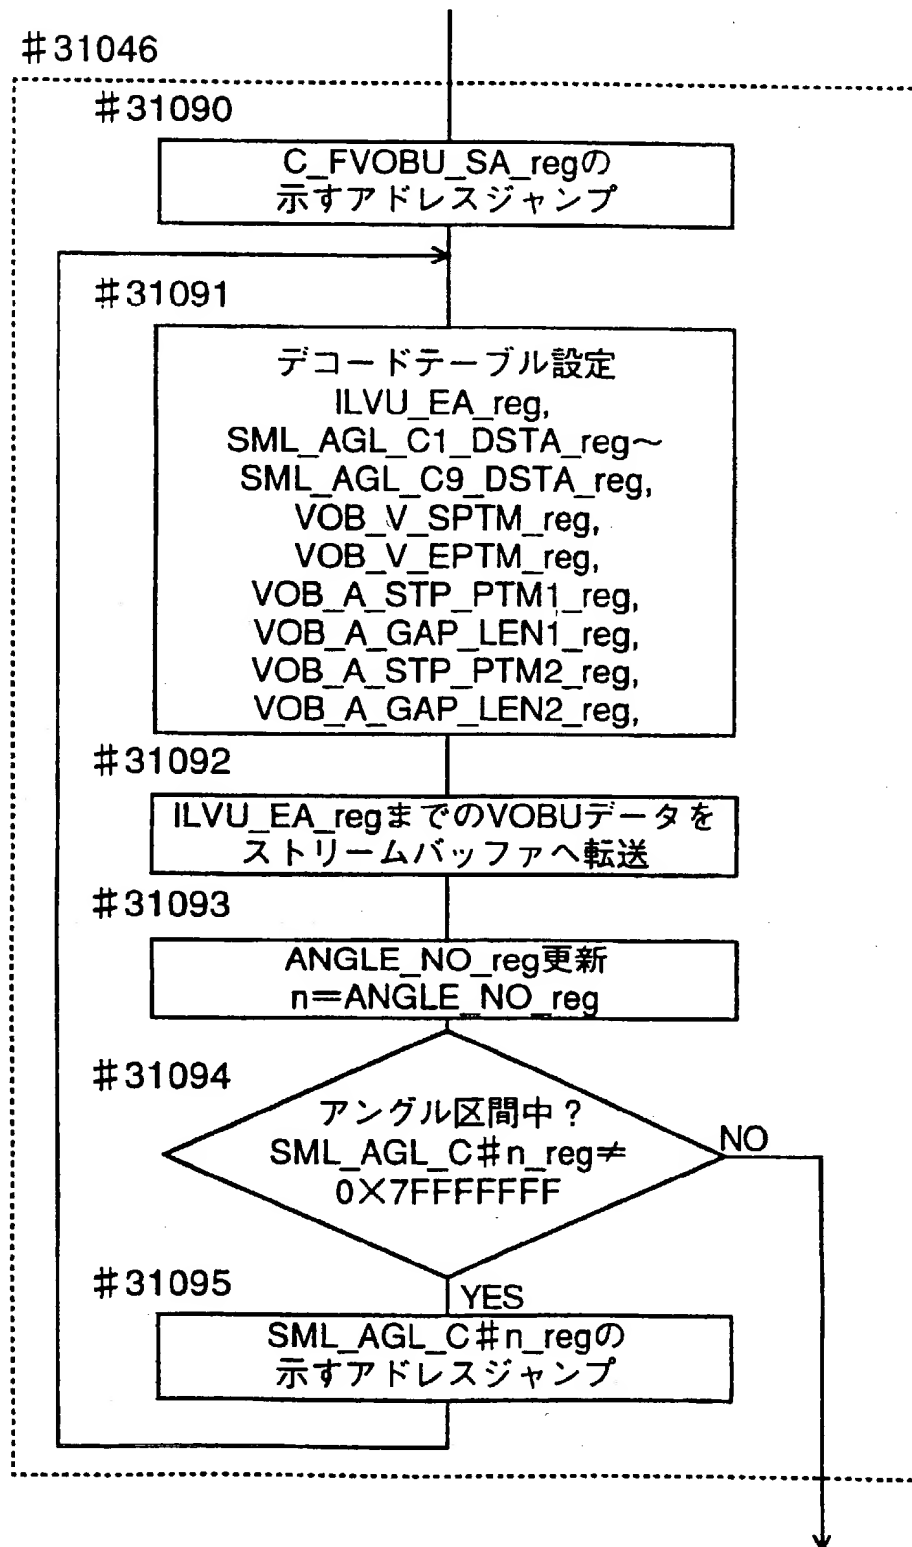 #31046
#31090
C_FVOBU_SA_regの
示すアドレスジャンプ
#31091
デコードテーブル設定
ILVU_EA_reg,
SML_AGL_C1_DSTA_reg~
SML_AGL_C9_DSTA_reg,
VOB_V_SPTM_reg,
VOB_V_EPTM_reg,
VOB_A_STP_PTM1_reg,
VOB_A_GAP_LEN1_reg,
VOB_A_STP_PTM2_reg,
VOB_A_GAP_LEN2_reg,
#31092
ILVU_EA_regまでのVOBUデータを
ストリームバッファへ転送
#31093
ANGLE_NO_reg更新
n=ANGLE_NO_reg
#31094
アングル区間中?
SML_AGL_C#n_reg≠
0×7FFFFFFF
NO
#31095
YES
SML_AGL_C#n_regの
示すアドレスジャンプ